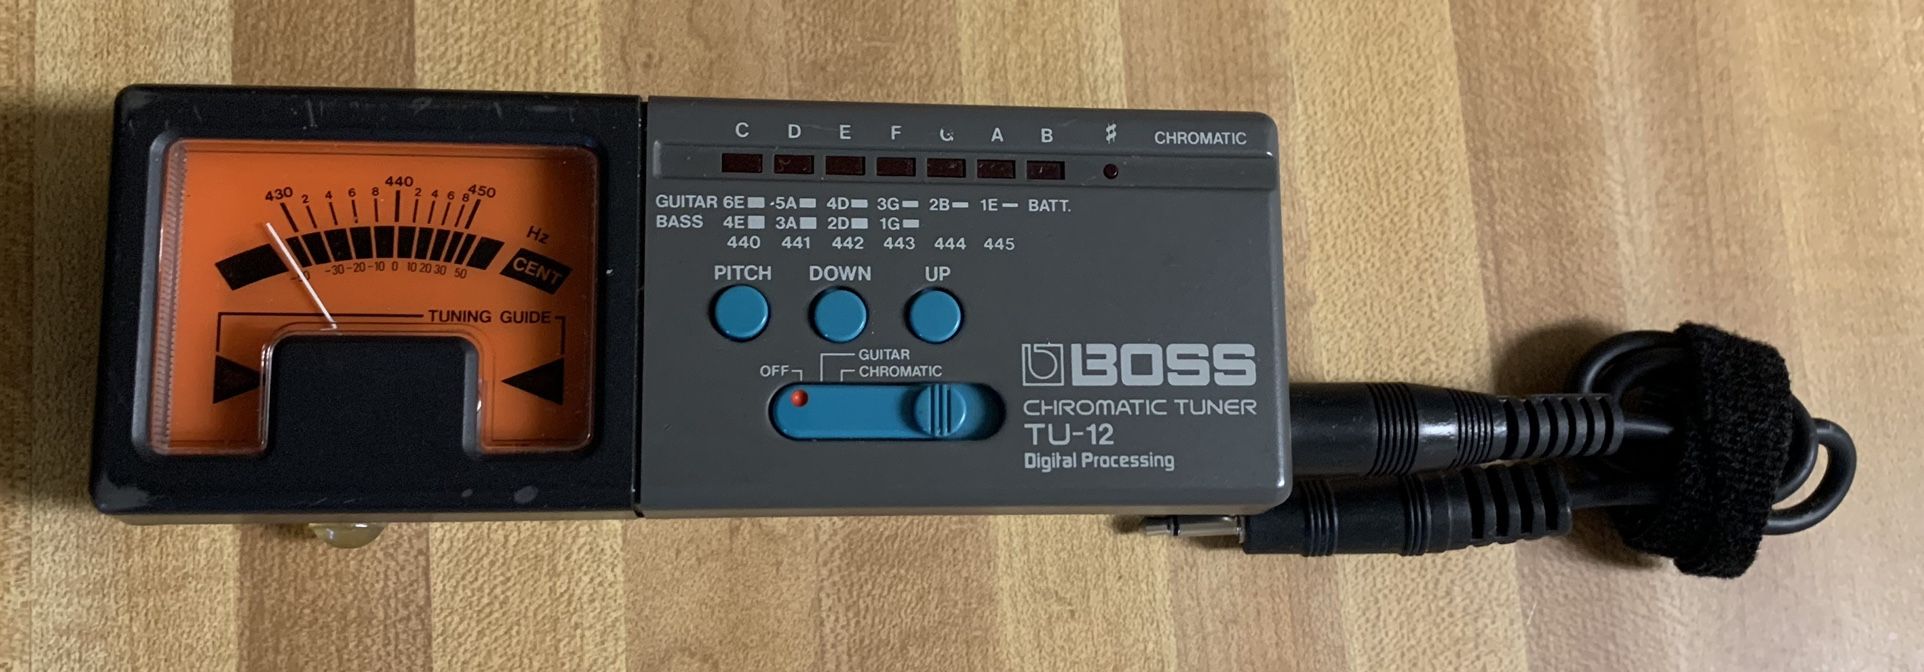 430 2 4 6 8 440 2 4 6 8 450
Hz
-30 -20 -10 0 10 20 30 50
CENT
TUNING GUIDE
C D E F G A B ♯ CHROMATIC
GUITAR 6E 5A 4D 3G 2B 1E BATT.
BASS 4E 3A 2D 1G
440 441 442 443 444 445
PITCH DOWN UP
OFF
GUITAR
CHROMATIC
BOSS
CHROMATIC TUNER
TU-12
Digital Processing